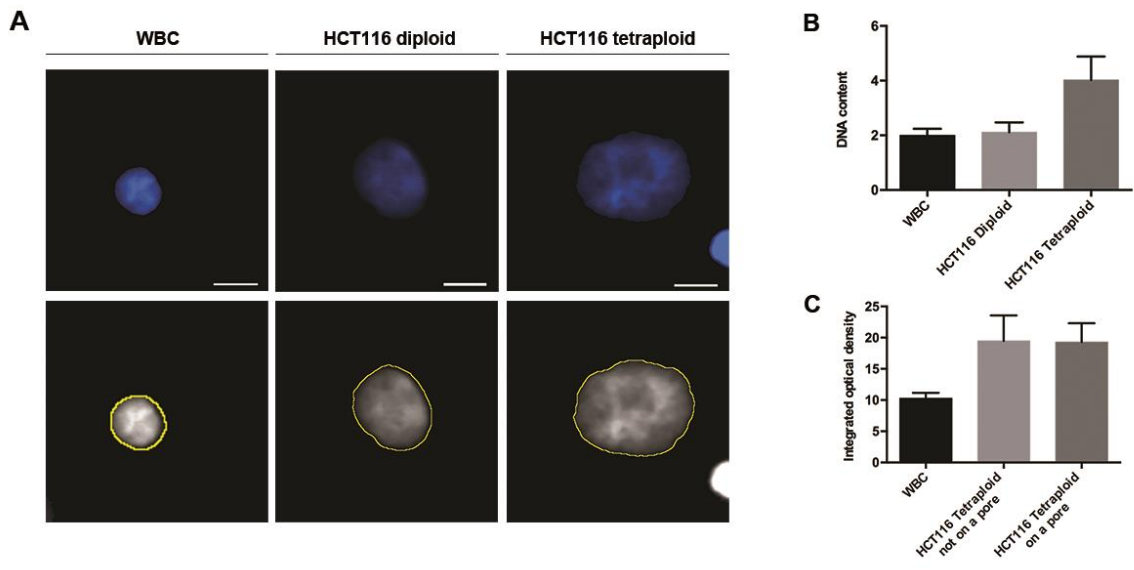 A
WBC
HCT116 diploid
HCT116 tetraploid
B
DNA content
6
4
2
0
WBC
HCT116 Diploid
HCT116 Tetraploid
C
Integrated optical density
25
20
15
10
5
0
WBC
HCT116 Tetraploid
not on a pore
HCT116 Tetraploid
on a pore